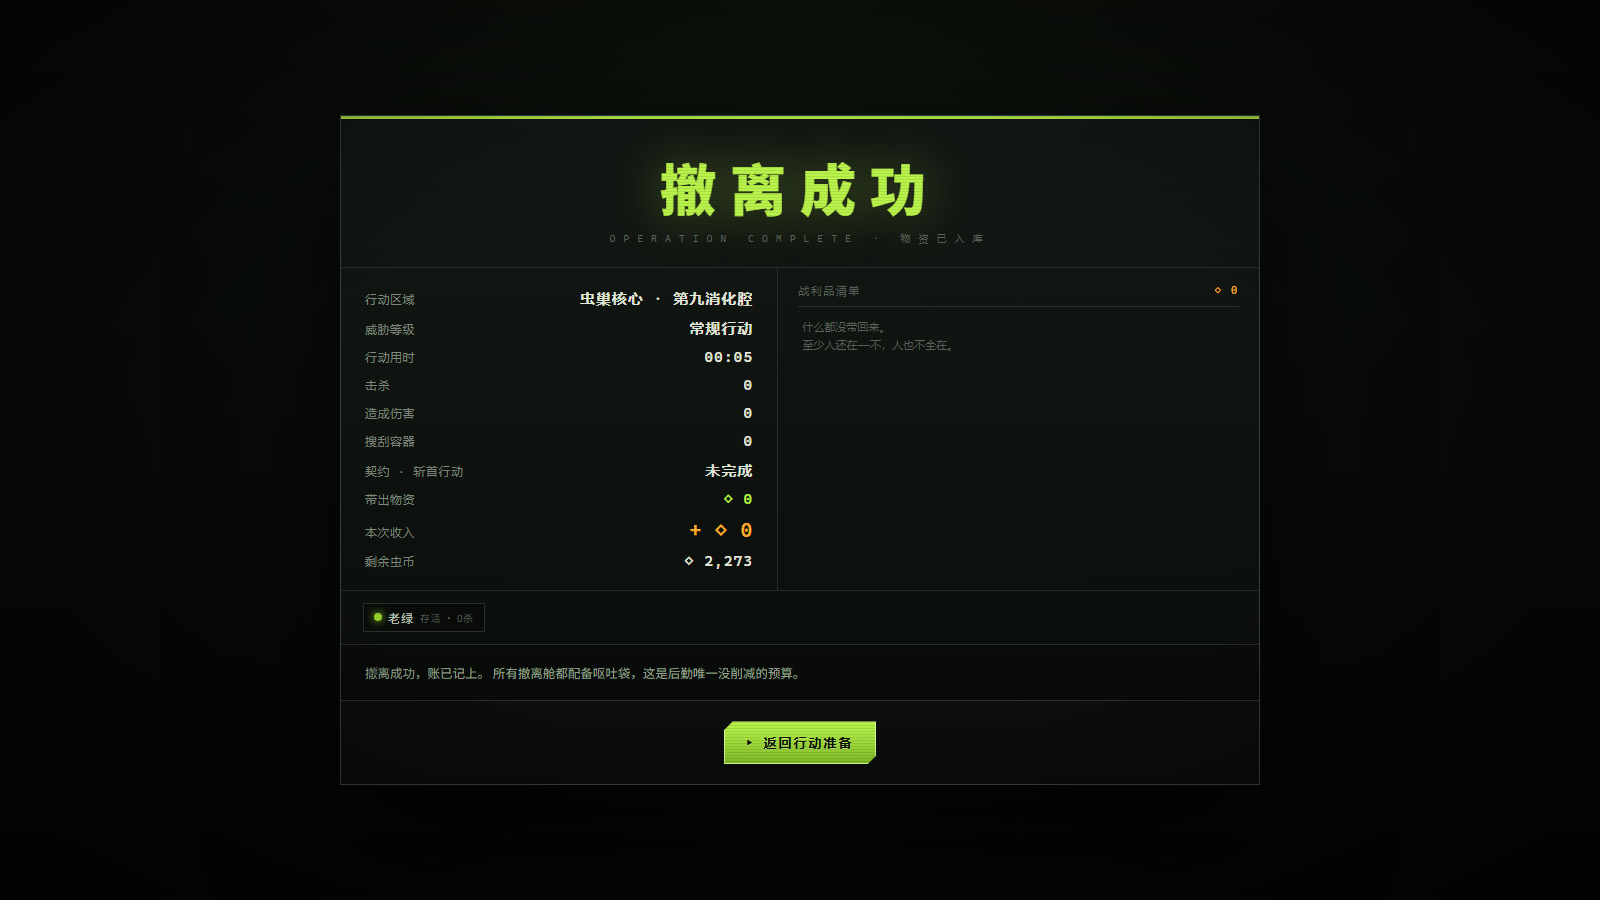 撤离成功
OPERATION COMPLETE · 物资已入库
行动区域 虫巢核心 · 第九消化腔
威胁等级 常规行动
行动用时 00:05
击杀 0
造成伤害 0
搜刮容器 0
契约 · 斩首行动 未完成
带出物资 ◇ 0
本次收入 + ◇ 0
剩余虫币 ◇ 2,273
战利品清单 ◇ 0
什么都没带回来。
至少人还在——不，人也不全在。
老绿 存活 · 0杀
撤离成功，账已记上。 所有撤离舱都配备呕吐袋，这是后勤唯一没削减的预算。
▸ 返回行动准备